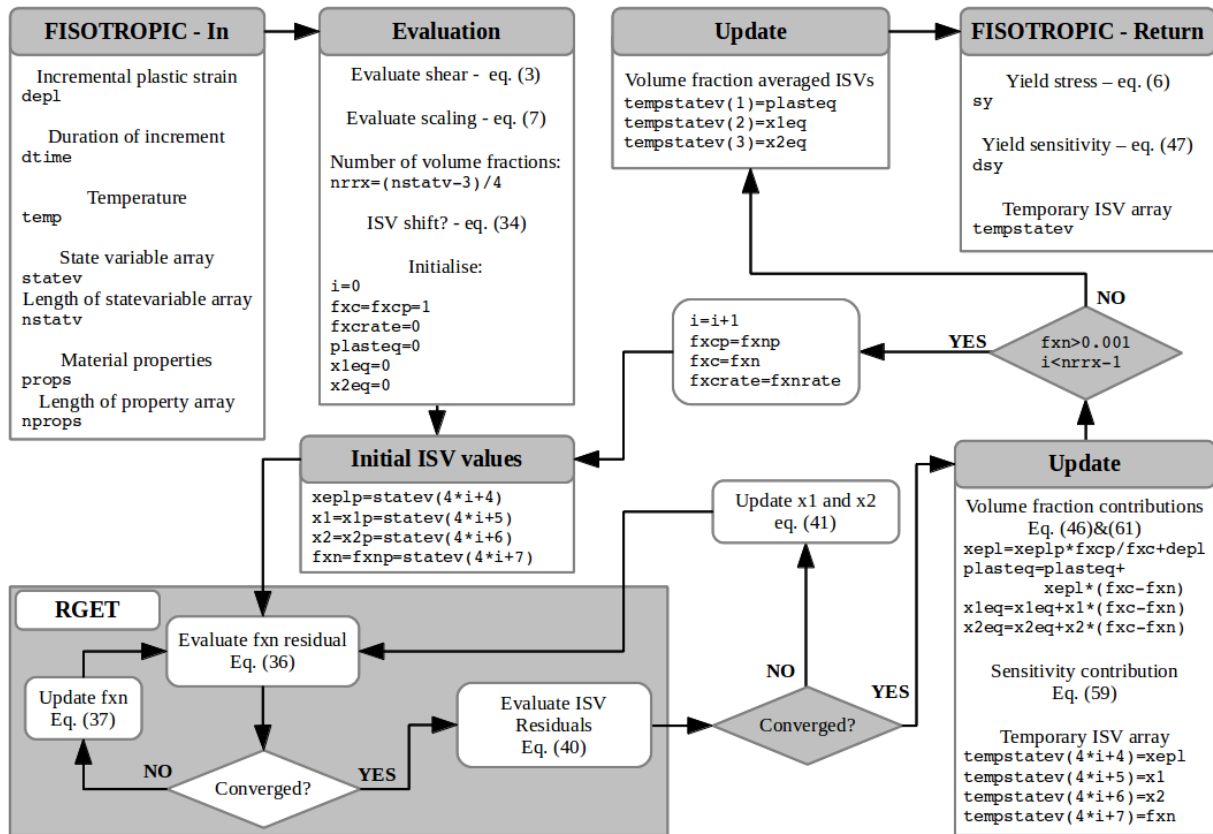 FISOTROPIC - In
Incremental plastic strain
depl
Duration of increment
dtime
Temperature
temp
State variable array
statev
Length of statevariable array
nstatv
Material properties
props
Length of property array
nprops
Evaluation
Evaluate shear - eq. (3)
Evaluate scaling - eq. (7)
Number of volume fractions:
nrrx=(nstatv-3)/4
ISV shift? - eq. (34)
Initialise:
i=0
fxc=fxcp=1
fxcrate=0
plasteq=0
x1eq=0
x2eq=0
Update
Volume fraction averaged ISVs
tempstatev(1)=plasteq
tempstatev(2)=x1eq
tempstatev(3)=x2eq
FISOTROPIC - Return
Yield stress – eq. (6)
sy
Yield sensitivity – eq. (47)
dsy
Temporary ISV array
tempstatev
NO
fxn>0.001
i<nrrx-1
YES
i=i+1
fxcp=fxnp
fxc=fxn
fxcrate=fxnrate
Initial ISV values
xeplp=statev(4*i+4)
x1=x1p=statev(4*i+5)
x2=x2p=statev(4*i+6)
fxn=fxnp=statev(4*i+7)
RGET
Evaluate fxn residual
Eq. (36)
Update fxn
Eq. (37)
NO
Converged?
YES
Evaluate ISV
Residuals
Eq. (40)
Update x1 and x2
eq. (41)
NO
Converged?
YES
Update
Volume fraction contributions
Eq. (46)&(61)
xepl=xeplp*fxcp/fxc+depl
plasteq=plasteq+
xepl*(fxc-fxn)
x1eq=x1eq+x1*(fxc-fxn)
x2eq=x2eq+x2*(fxc-fxn)
Sensitivity contribution
Eq. (59)
Temporary ISV array
tempstatev(4*i+4)=xepl
tempstatev(4*i+5)=x1
tempstatev(4*i+6)=x2
tempstatev(4*i+7)=fxn